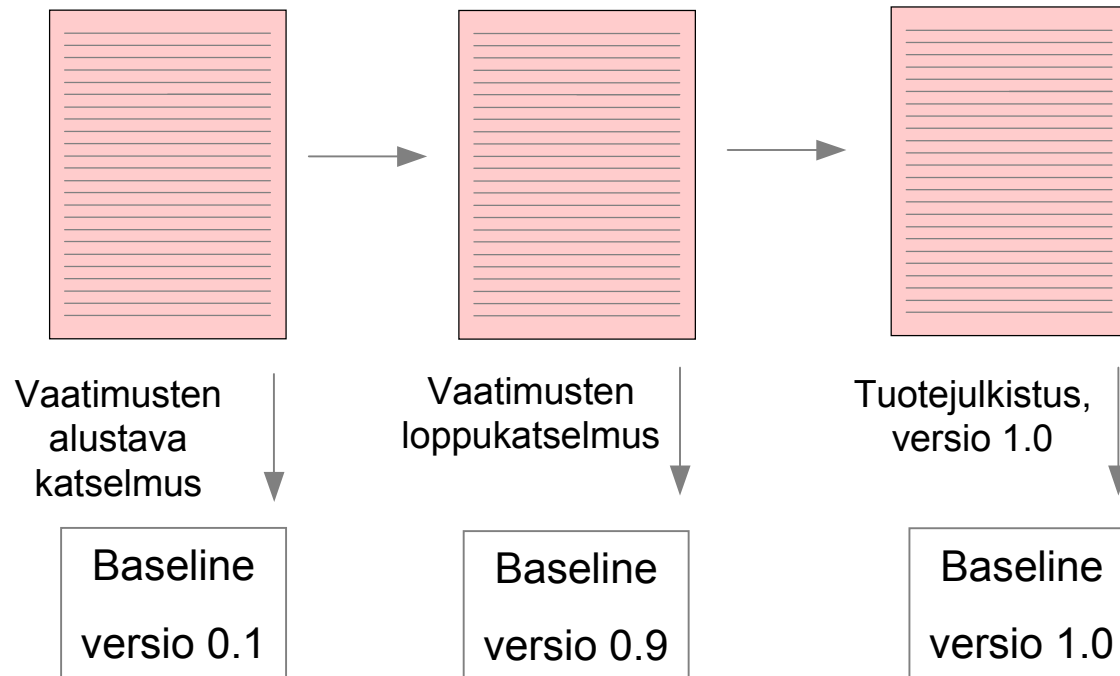 Vaatimusten
alustava
katselmus
Vaatimusten
loppukatselmus
Tuotejulkistus,
versio 1.0
Baseline
versio 0.1
Baseline
versio 0.9
Baseline
versio 1.0